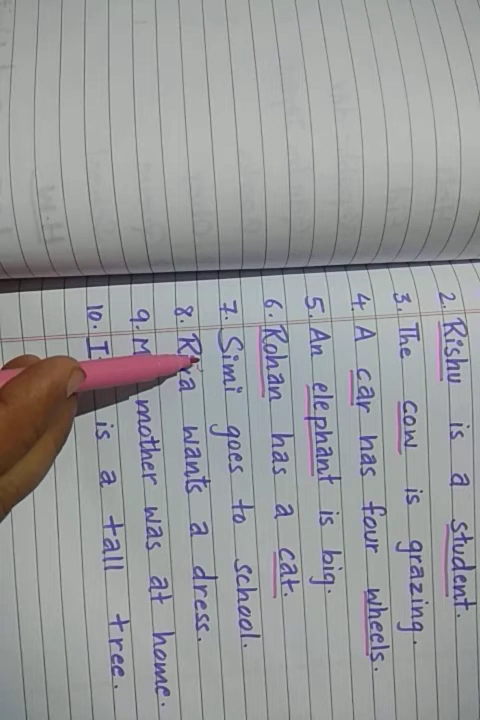 2. Rishu is a student.
3. The cow is grazing.
4 A car has four wheels.
5. An elephant is big.
6. Rohan has a cat.
7. Simi goes to school.
8. wants a dress.
9. mother was at home.
10. I is a tall tree.